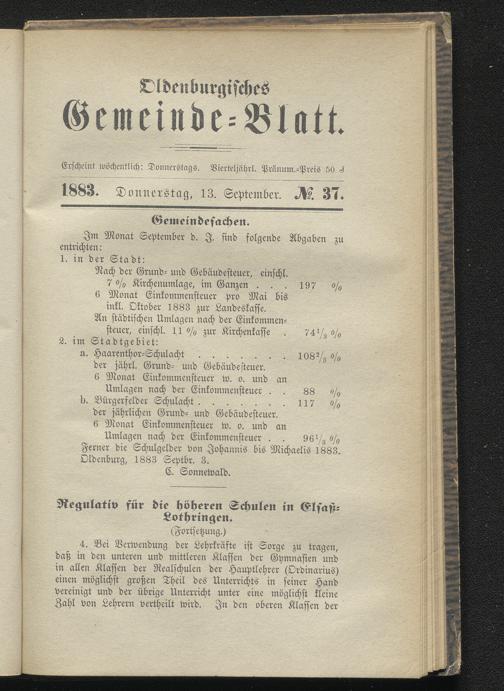 Oldenburgisches
Gemeinde-Blatt.
Erscheint wöchentlich: Donnerstags. Vierteljährl. Pränum.-Preis 50 ₰
1883. Donnerstag, 13. September. № 37.
Gemeindesachen.
Im Monat September d. J. sind folgende Abgaben zu
entrichten:
1. in der Stadt:
Nach der Grund- und Gebäudesteuer, einschl.
7 % Kirchenumlage, im Ganzen . . . 197 %
6 Monat Einkommensteuer pro Mai bis
inkl. Oktober 1883 zur Landeskasse.
An städtischen Umlagen nach der Einkommen-
steuer, einschl. 11 % zur Kirchenkasse . 74 1/3 %
2. im Stadtgebiet:
a. Haarenthor-Schulacht . . . . . . . 108 2/3 %
der jährl. Grund- und Gebäudesteuer.
6 Monat Einkommensteuer w. o. und an
Umlagen nach der Einkommensteuer . . 88 %
b. Bürgerfelder Schulacht . . . . . . 117 %
der jährlichen Grund- und Gebäudesteuer.
6 Monat Einkommensteuer w. o. und an
Umlagen nach der Einkommensteuer . . 96 1/3 %
Ferner die Schulgelder von Johannis bis Michaelis 1883.
Oldenburg, 1883 Septbr. 3.
C. Sonnewald.
Regulativ für die höheren Schulen in Elsaß-
Lothringen.
(Fortsetzung.)
4. Bei Verwendung der Lehrkräfte ist Sorge zu tragen,
daß in den unteren und mittleren Klassen der Gymnasien und
in allen Klassen der Realschulen der Hauptlehrer (Ordinarius)
einen möglichst großen Theil des Unterrichts in seiner Hand
vereinigt und der übrige Unterricht unter eine möglichst kleine
Zahl von Lehrern vertheilt wird. In den oberen Klassen der